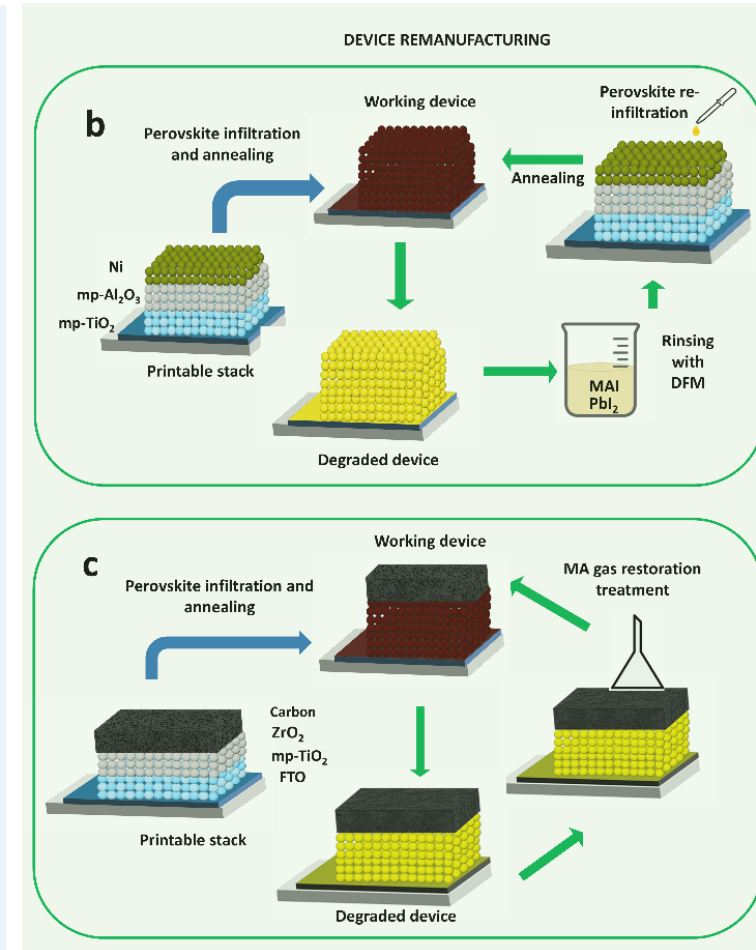 DEVICE REMANUFACTURING
b
Working device
Perovskite re-
infiltration
Perovskite infiltration
and annealing
Annealing
Ni
mp-Al₂O₃
mp-TiO₂
Printable stack
Degraded device
MAI
PbI₂
Rinsing
with
DFM
c
Working device
MA gas restoration
treatment
Perovskite infiltration and
annealing
Carbon
ZrO₂
mp-TiO₂
FTO
Printable stack
Degraded device